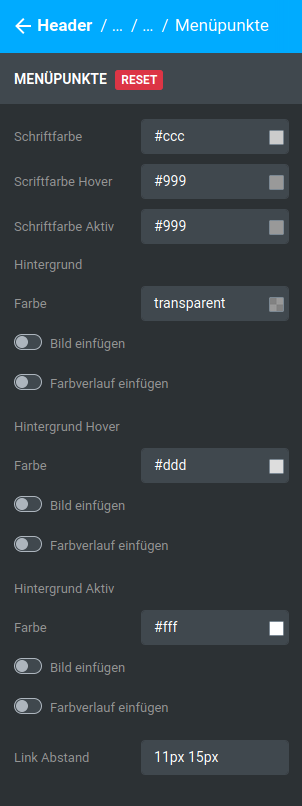 ← Header / ... / ... / Menüpunkte
MENÜPUNKTE RESET
Schriftfarbe #ccc
Scriftfarbe Hover #999
Schriftfarbe Aktiv #999
Hintergrund
Farbe transparent
Bild einfügen
Farbverlauf einfügen
Hintergrund Hover
Farbe #ddd
Bild einfügen
Farbverlauf einfügen
Hintergrund Aktiv
Farbe #fff
Bild einfügen
Farbverlauf einfügen
Link Abstand 11px 15px